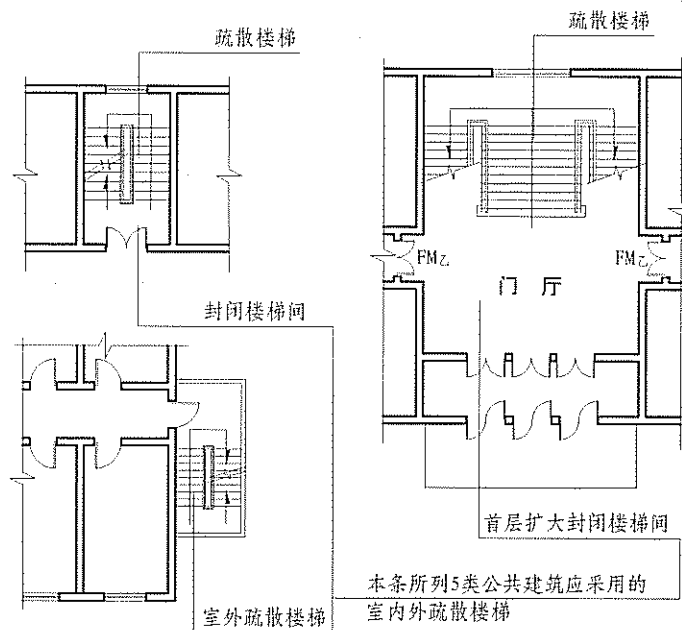 疏散楼梯
疏散楼梯
FM乙
FM乙
门 厅
封闭楼梯间
首层扩大封闭楼梯间
本条所列5类公共建筑应采用的
室内外疏散楼梯
室外疏散楼梯